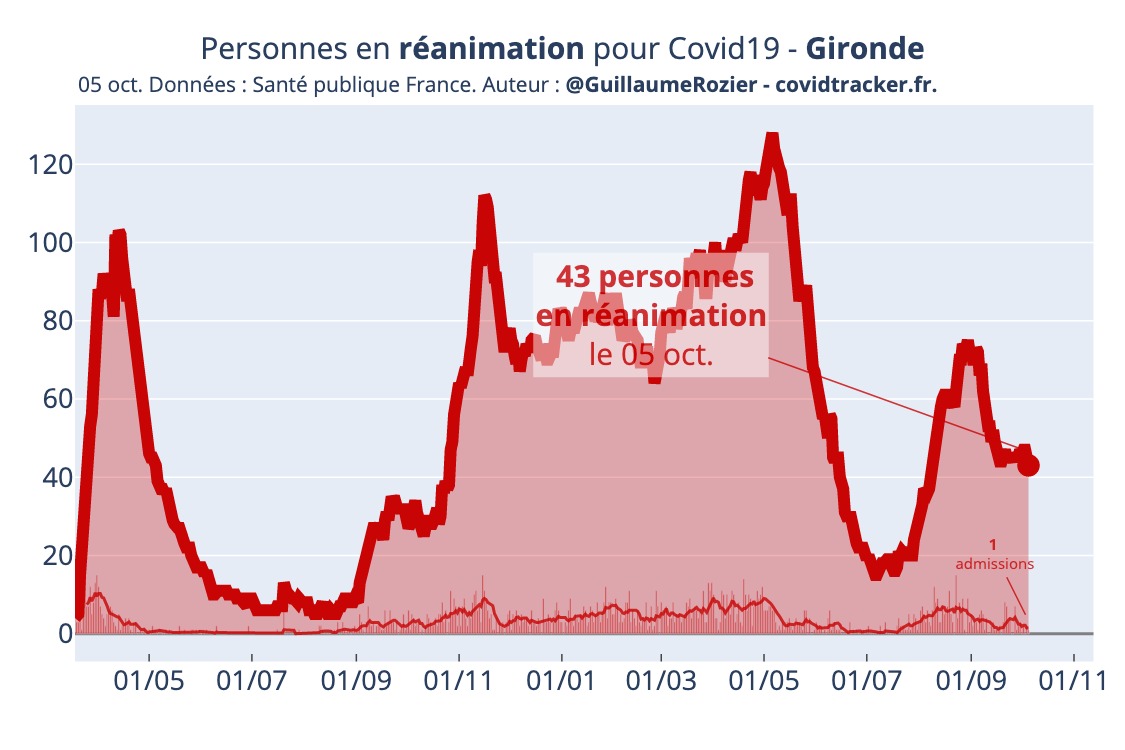 Personnes en réanimation pour Covid19 - Gironde
05 oct. Données : Santé publique France. Auteur : @GuillaumeRozier - covidtracker.fr.
120
100
80
60
40
20
0
43 personnes
en réanimation
le 05 oct.
1
admissions
01/05 01/07 01/09 01/11 01/01 01/03 01/05 01/07 01/09 01/11